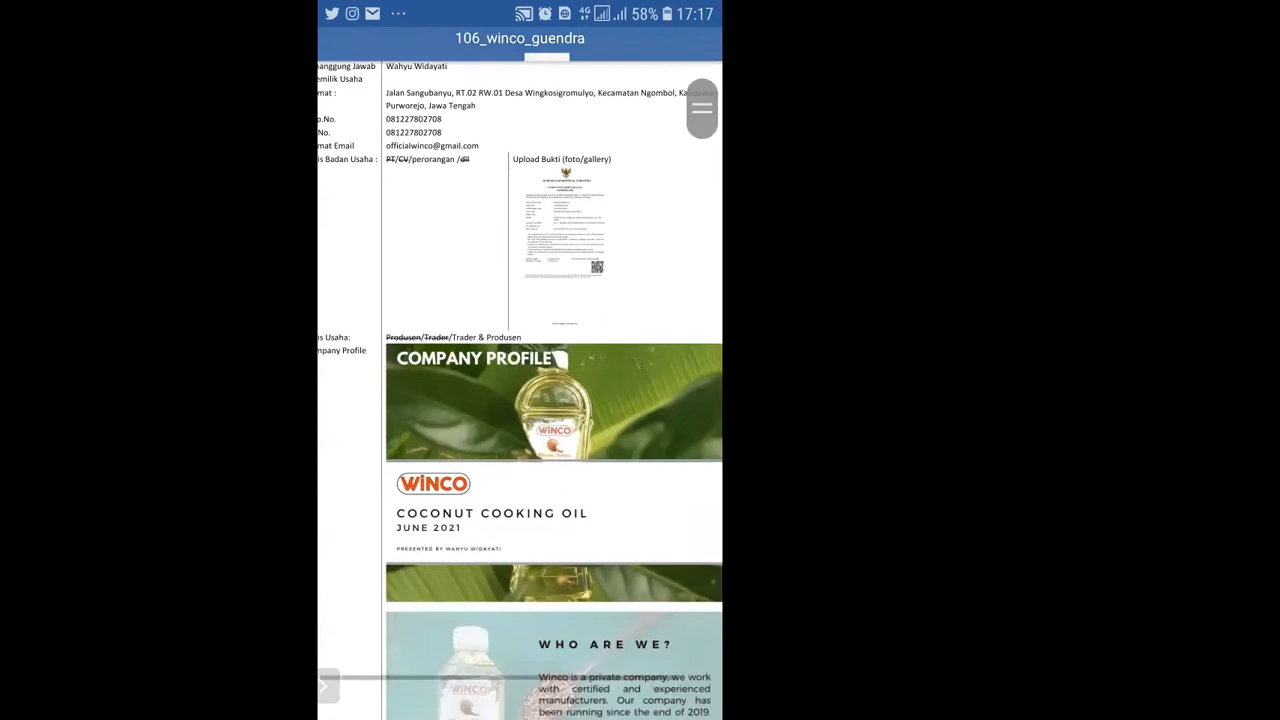 4G
58%
17:17
106_winco_guendra
anggung Jawab
Wahyu Widayati
emilik Usaha
mat :
Jalan Sangubanyu, RT.02 RW.01 Desa Wingkosigromulyo, Kecamatan Ngombol,
Purworejo, Jawa Tengah
p.No.
081227802708
No.
081227802708
mat Email
officialwinco@gmail.com
is Badan Usaha :
PT/CV/perorangan /dll
Upload Bukti (foto/gallery)
is Usaha:
Produsen/Trader/Trader & Produsen
mpany Profile
COMPANY PROFILE
WINCO
WINCO
COCONUT COOKING OIL
JUNE 2021
PRESENTED BY WAHYU WIDAYATI
WHO ARE WE?
Winco is a private company, we work
with certified and experienced
manufacturers. Our company has
been running since the end of 2019.
WINCO